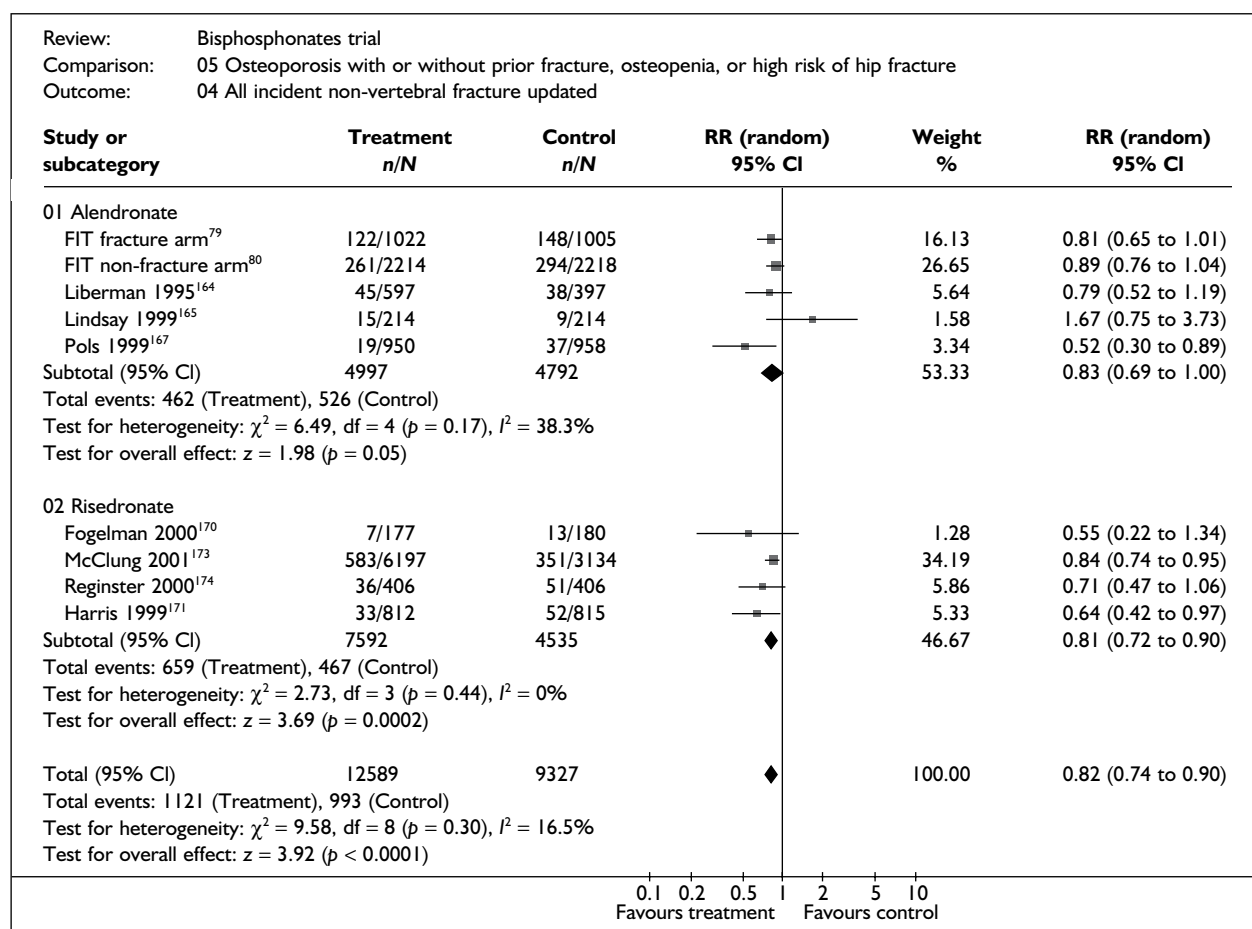 Review: Bisphosphonates trial
Comparison: 05 Osteoporosis with or without prior fracture, osteopenia, or high risk of hip fracture
Outcome: 04 All incident non-vertebral fracture updated
Study or Treatment Control RR (random) Weight RR (random)
subcategory n/N n/N 95% CI % 95% CI
01 Alendronate
FIT fracture arm⁷⁹ 122/1022 148/1005 16.13 0.81 (0.65 to 1.01)
FIT non-fracture arm⁸⁰ 261/2214 294/2218 26.65 0.89 (0.76 to 1.04)
Liberman 1995¹⁶⁴ 45/597 38/397 5.64 0.79 (0.52 to 1.19)
Lindsay 1999¹⁶⁵ 15/214 9/214 1.58 1.67 (0.75 to 3.73)
Pols 1999¹⁶⁷ 19/950 37/958 3.34 0.52 (0.30 to 0.89)
Subtotal (95% CI) 4997 4792 53.33 0.83 (0.69 to 1.00)
Total events: 462 (Treatment), 526 (Control)
Test for heterogeneity: χ² = 6.49, df = 4 (p = 0.17), I² = 38.3%
Test for overall effect: z = 1.98 (p = 0.05)
02 Risedronate
Fogelman 2000¹⁷⁰ 7/177 13/180 1.28 0.55 (0.22 to 1.34)
McClung 2001¹⁷³ 583/6197 351/3134 34.19 0.84 (0.74 to 0.95)
Reginster 2000¹⁷⁴ 36/406 51/406 5.86 0.71 (0.47 to 1.06)
Harris 1999¹⁷¹ 33/812 52/815 5.33 0.64 (0.42 to 0.97)
Subtotal (95% CI) 7592 4535 46.67 0.81 (0.72 to 0.90)
Total events: 659 (Treatment), 467 (Control)
Test for heterogeneity: χ² = 2.73, df = 3 (p = 0.44), I² = 0%
Test for overall effect: z = 3.69 (p = 0.0002)
Total (95% CI) 12589 9327 100.00 0.82 (0.74 to 0.90)
Total events: 1121 (Treatment), 993 (Control)
Test for heterogeneity: χ² = 9.58, df = 8 (p = 0.30), I² = 16.5%
Test for overall effect: z = 3.92 (p < 0.0001)
0.1 0.2 0.5 1 2 5 10
Favours treatment Favours control